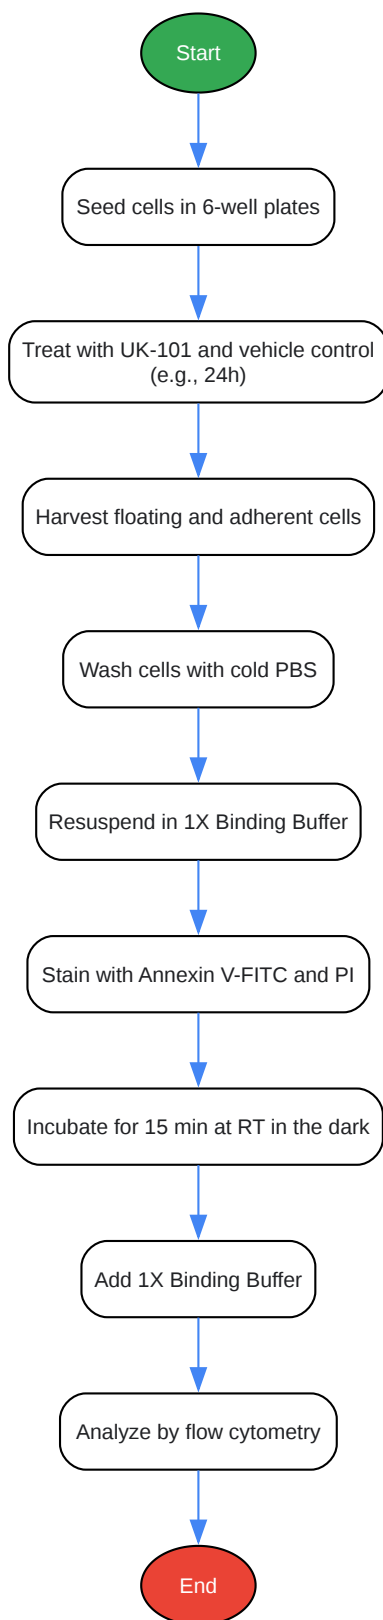 Start
Seed cells in 6-well plates
Treat with UK-101 and vehicle control
(e.g., 24h)
Harvest floating and adherent cells
Wash cells with cold PBS
Resuspend in 1X Binding Buffer
Stain with Annexin V-FITC and PI
Incubate for 15 min at RT in the dark
Add 1X Binding Buffer
Analyze by flow cytometry
End